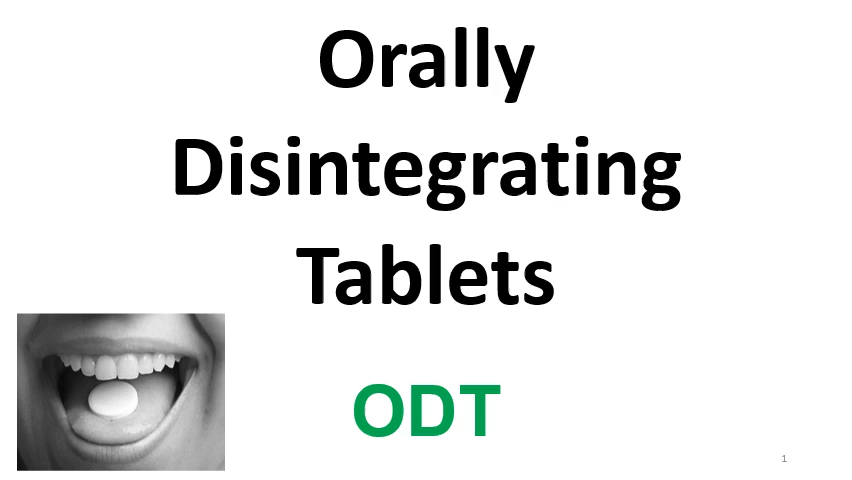 Orally
Disintegrating
Tablets
ODT
1